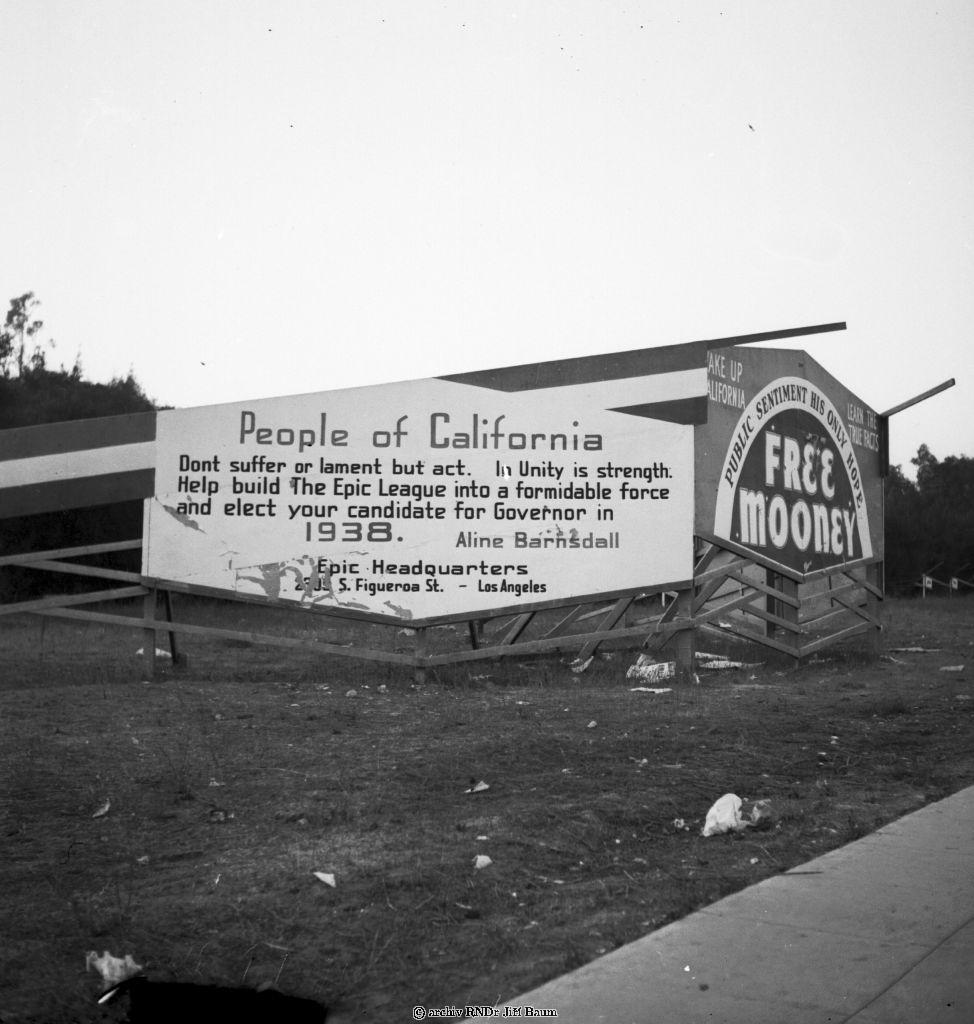 People of California
Dont suffer or lament but act. In Unity is strength.
Help build The Epic League into a formidable force
and elect your candidate for Governor in
1938.
Aline Barnsdall
Epic Headquarters
S. Figueroa St. – Los Angeles
AKE UP
ALIFORNIA
LEARN THE
TRUE FACTS
PUBLIC SENTIMENT HIS ONLY HOPE.
FREE
MOONEY
© archiv RNDr. Jiří Baum